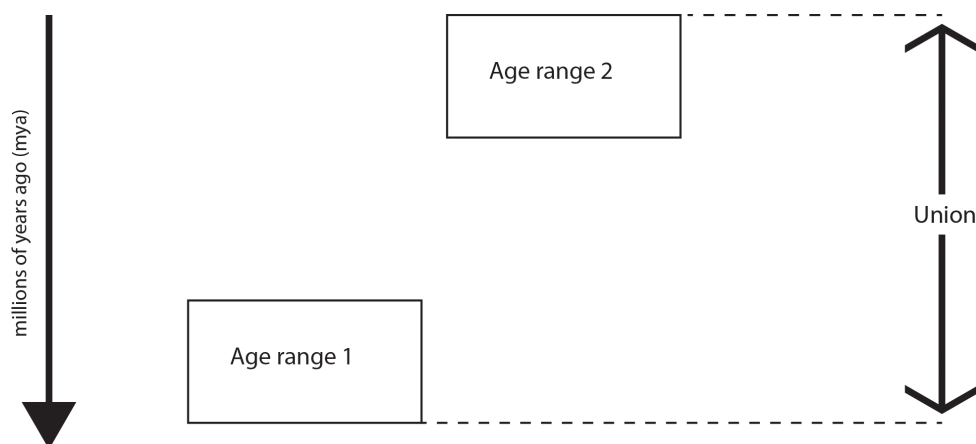 millions of years ago (mya)
Age range 2
Union
Age range 1